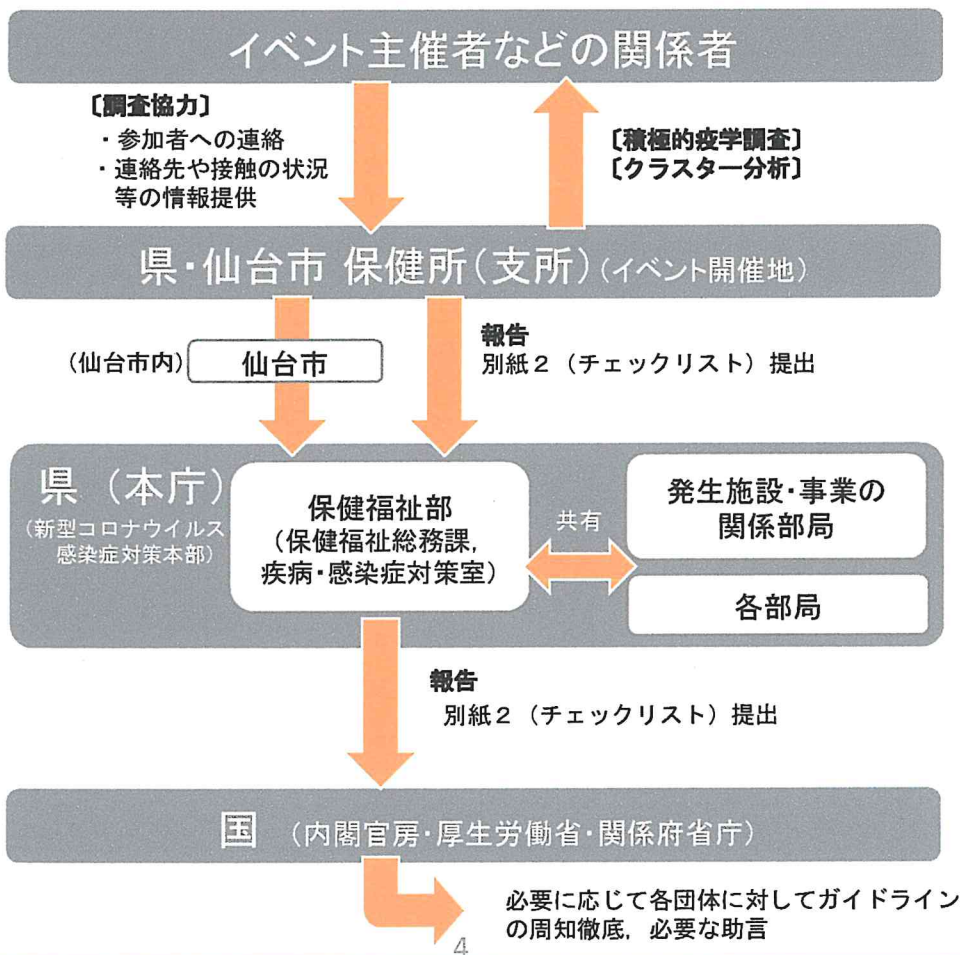 イベント主催者などの関係者
〔調査協力〕
・参加者への連絡
・連絡先や接触の状況
等の情報提供
〔積極的疫学調査〕
〔クラスター分析〕
県・仙台市 保健所（支所）（イベント開催地）
（仙台市内）
仙台市
報告
別紙２（チェックリスト）提出
県（本庁）
（新型コロナウイルス
感染症対策本部）
保健福祉部
（保健福祉総務課，
疾病・感染症対策室）
共有
発生施設・事業の
関係部局
各部局
報告
別紙２（チェックリスト）提出
国 （内閣官房・厚生労働省・関係府省庁）
必要に応じて各団体に対してガイドライン
の周知徹底，必要な助言
4